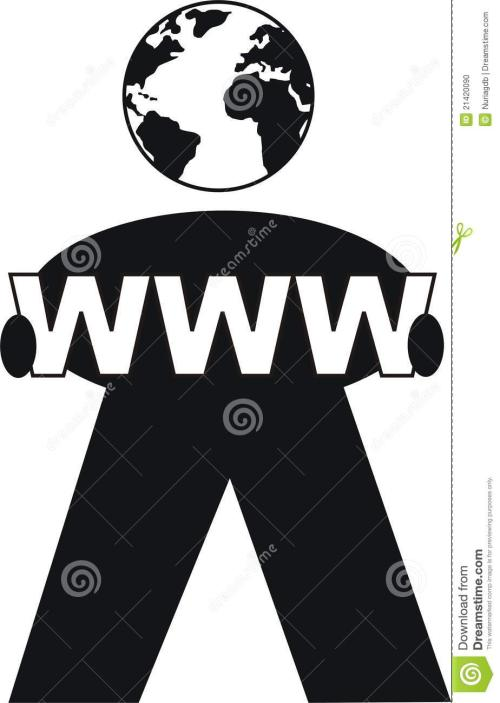 WWW
ID 21420090
© Nuriagdb | Dreamstime.com
Download from
Dreamstime.com
This watermarked comp image is for previewing purposes only.
dreamstime